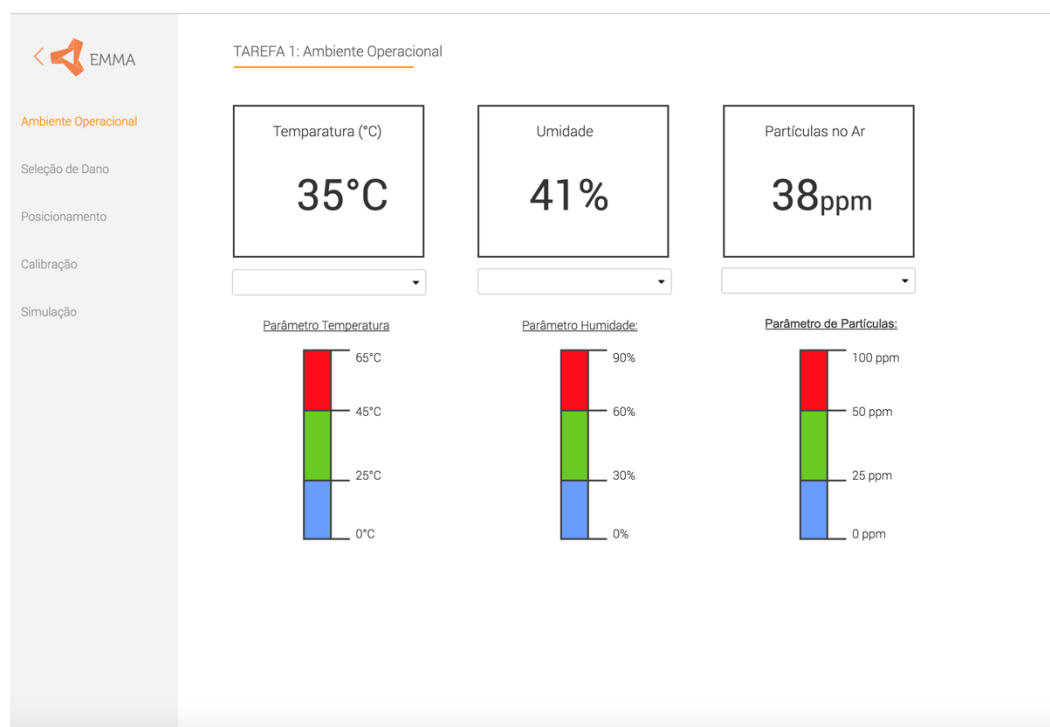 EMMA
Ambiente Operacional
Seleção de Dano
Posicionamento
Calibração
Simulação
TAREFA 1: Ambiente Operacional
Temparatura (°C)
35°C
Umidade
41%
Partículas no Ar
38ppm
Parâmetro Temperatura
65°C
45°C
25°C
0°C
Parâmetro Humidade:
90%
60%
30%
0%
Parâmetro de Partículas:
100 ppm
50 ppm
25 ppm
0 ppm